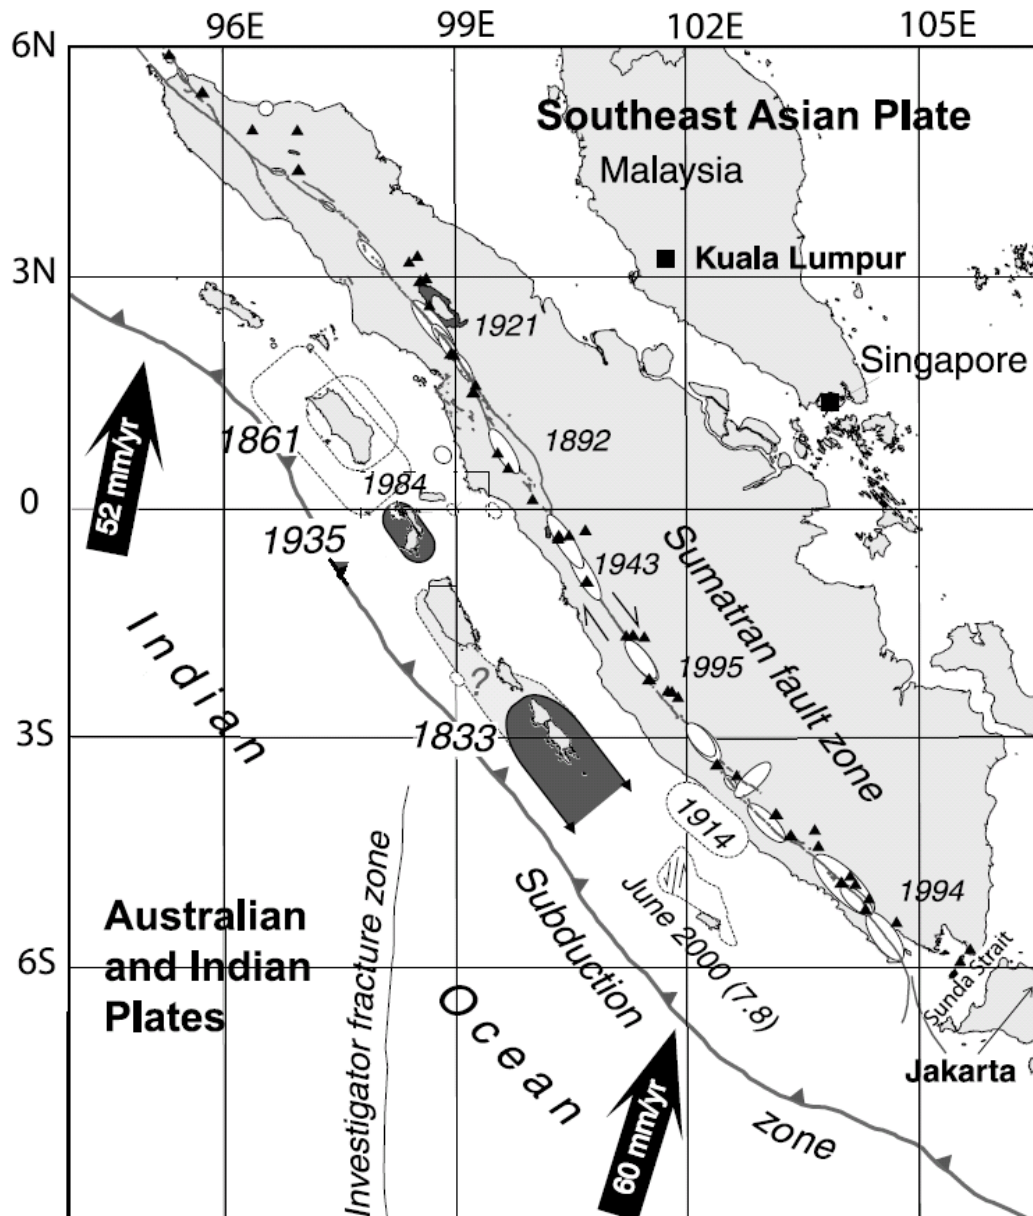 96E 99E 102E 105E
6N
Southeast Asian Plate
Malaysia
Kuala Lumpur
3N
1921
Singapore
52 mm/yr
1861
1892
1984
0
1935
1943
Sumatran fault zone
Indian
1995
?
3S
1833
1914
1994
June 2000 (7.8)
Subduction
Australian
and Indian
Plates
Investigator fracture zone
6S
Sunda Strait
Ocean
Jakarta
60 mm/yr
zone